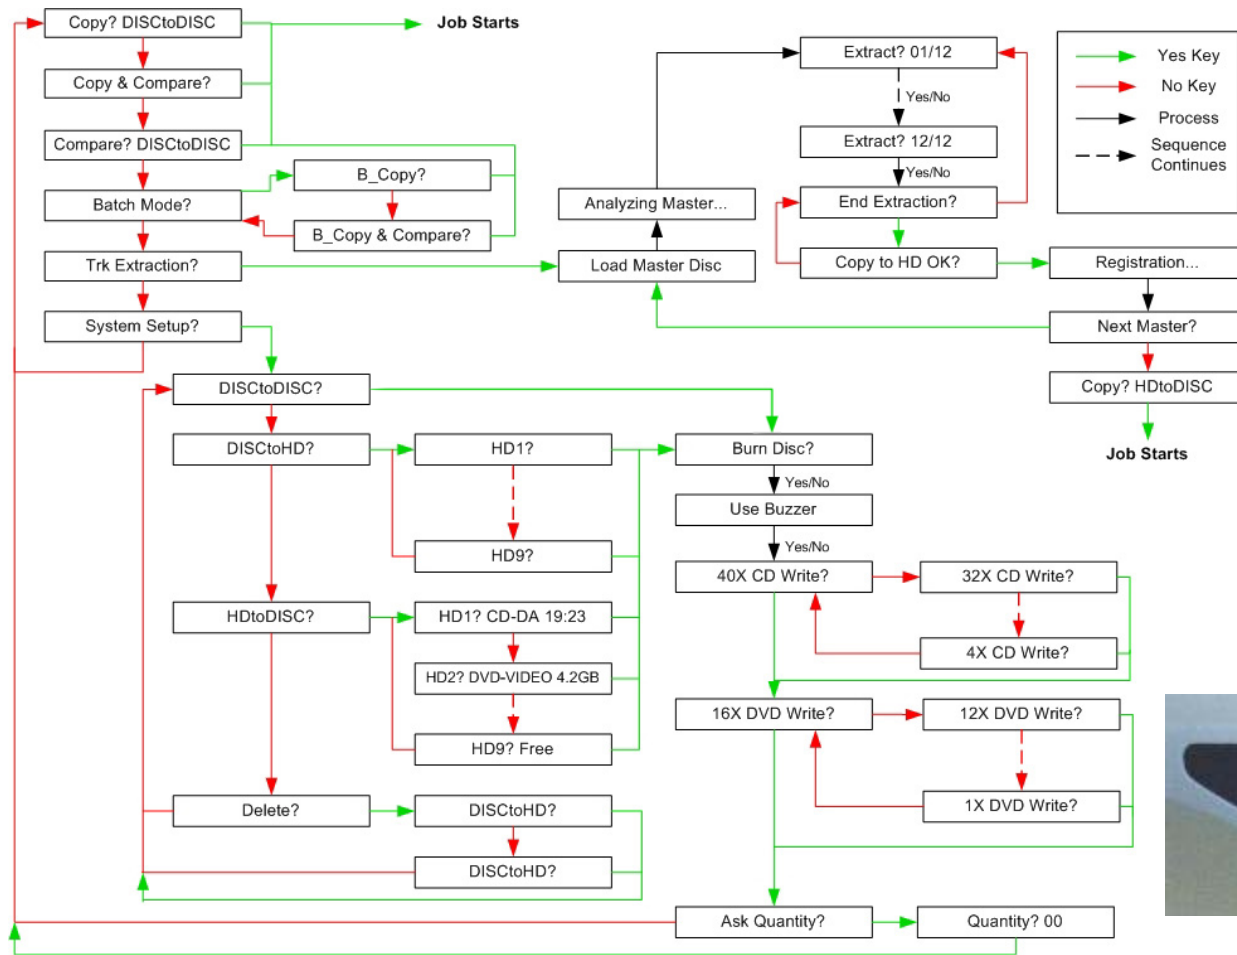 Copy? DISCtoDISC
Job Starts
Copy & Compare?
Compare? DISCtoDISC
Batch Mode?
B_Copy?
B_Copy & Compare?
Trk Extraction?
System Setup?
Analyzing Master...
Load Master Disc
Extract? 01/12
Yes/No
Extract? 12/12
Yes/No
End Extraction?
Copy to HD OK?
Yes Key
No Key
Process
Sequence
Continues
Registration...
Next Master?
Copy? HDtoDISC
Job Starts
DISCtoDISC?
DISCtoHD?
HD1?
HD9?
HDtoDISC?
HD1? CD-DA 19:23
HD2? DVD-VIDEO 4.2GB
HD9? Free
Delete?
DISCtoHD?
DISCtoHD?
Burn Disc?
Yes/No
Use Buzzer
Yes/No
40X CD Write?
32X CD Write?
4X CD Write?
16X DVD Write?
12X DVD Write?
1X DVD Write?
Ask Quantity?
Quantity? 00